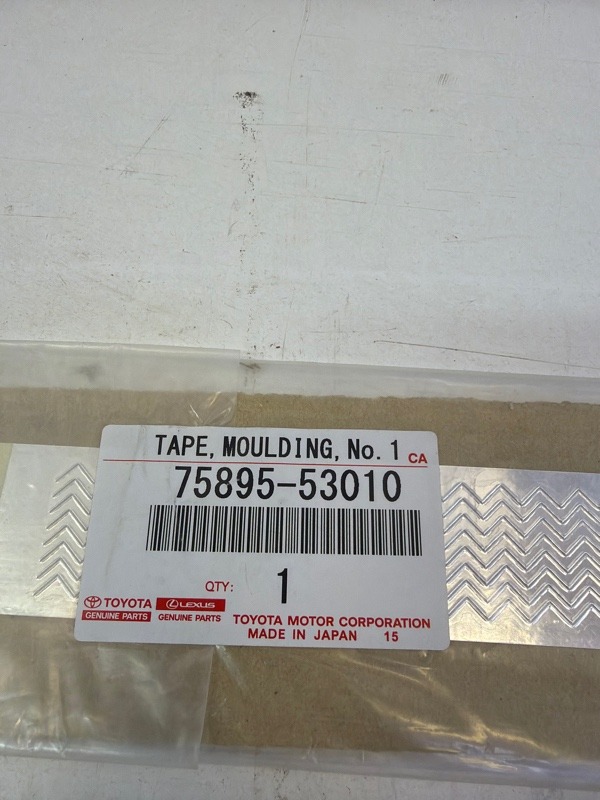 TAPE, MOULDING, No. 1 CA
75895-53010
QTY: 1
TOYOTA LEXUS
GENUINE PARTS GENUINE PARTS
TOYOTA MOTOR CORPORATION
MADE IN JAPAN 15